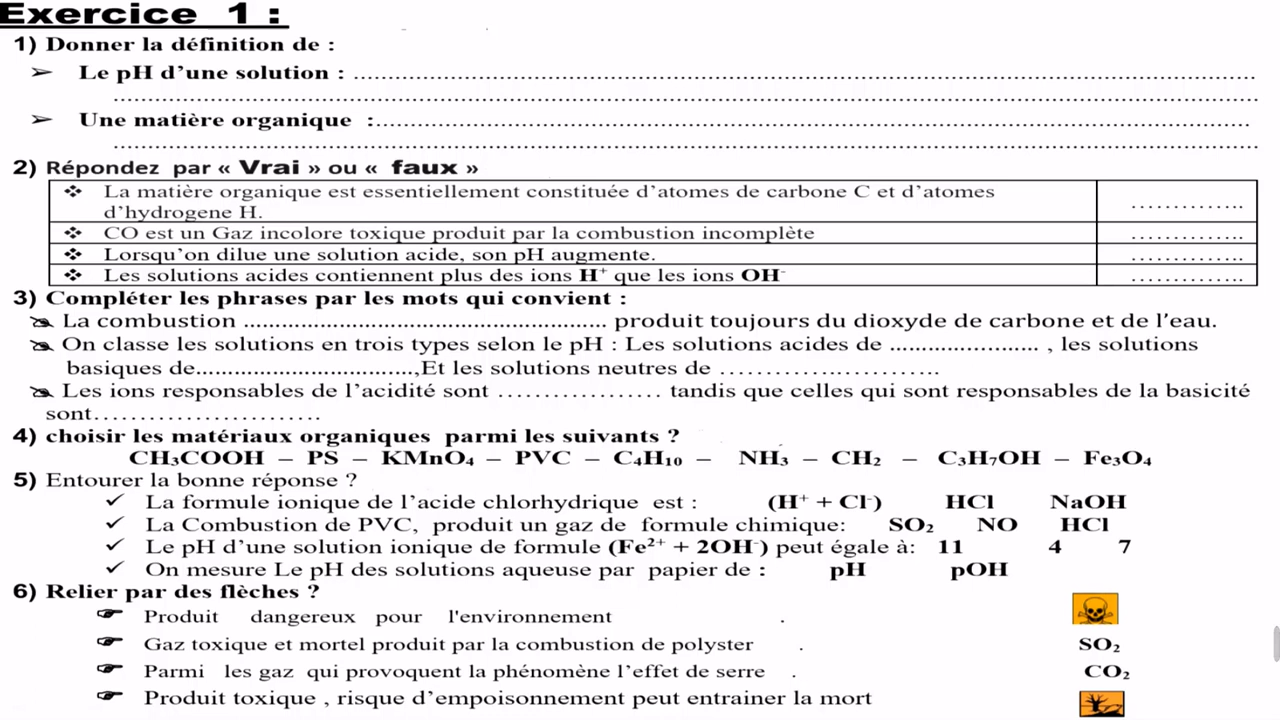 Exercice 1 :
1) Donner la définition de :
➢ Le pH d’une solution : ........................................................................................................................
........................................................................................................................
➢ Une matière organique :........................................................................................................................
........................................................................................................................
2) Répondez par « Vrai » ou « faux »
❖ La matière organique est essentiellement constituée d’atomes de carbone C et d’atomes
d’hydrogene H. …………..
❖ CO est un Gaz incolore toxique produit par la combustion incomplète …………..
❖ Lorsqu’on dilue une solution acide, son pH augmente. …………..
❖ Les solutions acides contiennent plus des ions H⁺ que les ions OH⁻ …………..
3) Compléter les phrases par les mots qui convient :
La combustion ......................................................... produit toujours du dioxyde de carbone et de l’eau.
On classe les solutions en trois types selon le pH : Les solutions acides de ........................ , les solutions
basiques de...................................,Et les solutions neutres de ……………………..
Les ions responsables de l’acidité sont ……………… tandis que celles qui sont responsables de la basicité
sont…………………….
4) choisir les matériaux organiques parmi les suivants ?
CH₃COOH – PS – KMnO₄ – PVC – C₄H₁₀ – NH₃ – CH₂ – C₃H₇OH – Fe₃O₄
5) Entourer la bonne réponse ?
✓ La formule ionique de l’acide chlorhydrique est : (H⁺ + Cl⁻) HCl NaOH
✓ La Combustion de PVC, produit un gaz de formule chimique: SO₂ NO HCl
✓ Le pH d’une solution ionique de formule (Fe²⁺ + 2OH⁻) peut égale à: 11 4 7
✓ On mesure Le pH des solutions aqueuse par papier de : pH pOH
6) Relier par des flèches ?
Produit dangereux pour l'environnement .
Gaz toxique et mortel produit par la combustion de polyster . SO₂
Parmi les gaz qui provoquent la phénomène l’effet de serre . CO₂
Produit toxique , risque d’empoisonnement peut entrainer la mort